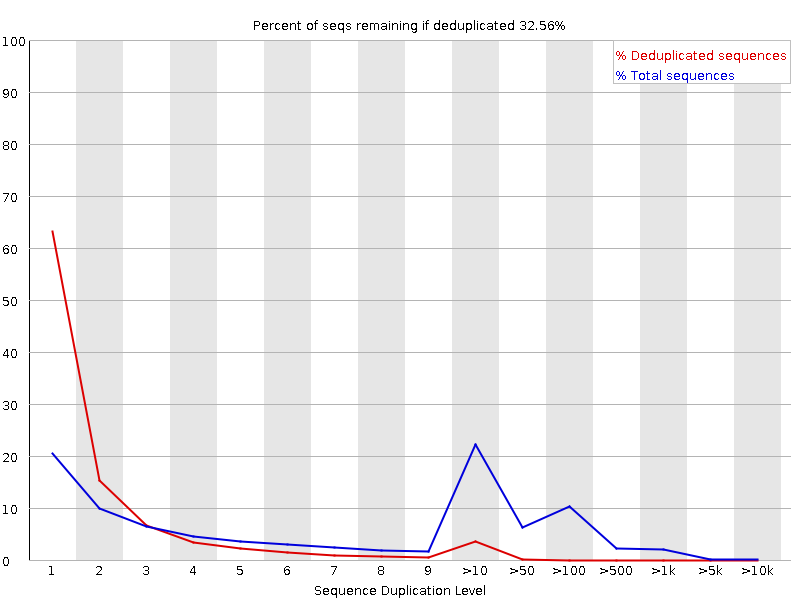 Percent of seqs remaining if deduplicated 32.56%
% Deduplicated sequences
% Total sequences
100
90
80
70
60
50
40
30
20
10
0
1 2 3 4 5 6 7 8 9 >10 >50 >100 >500 >1k >5k >10k
Sequence Duplication Level